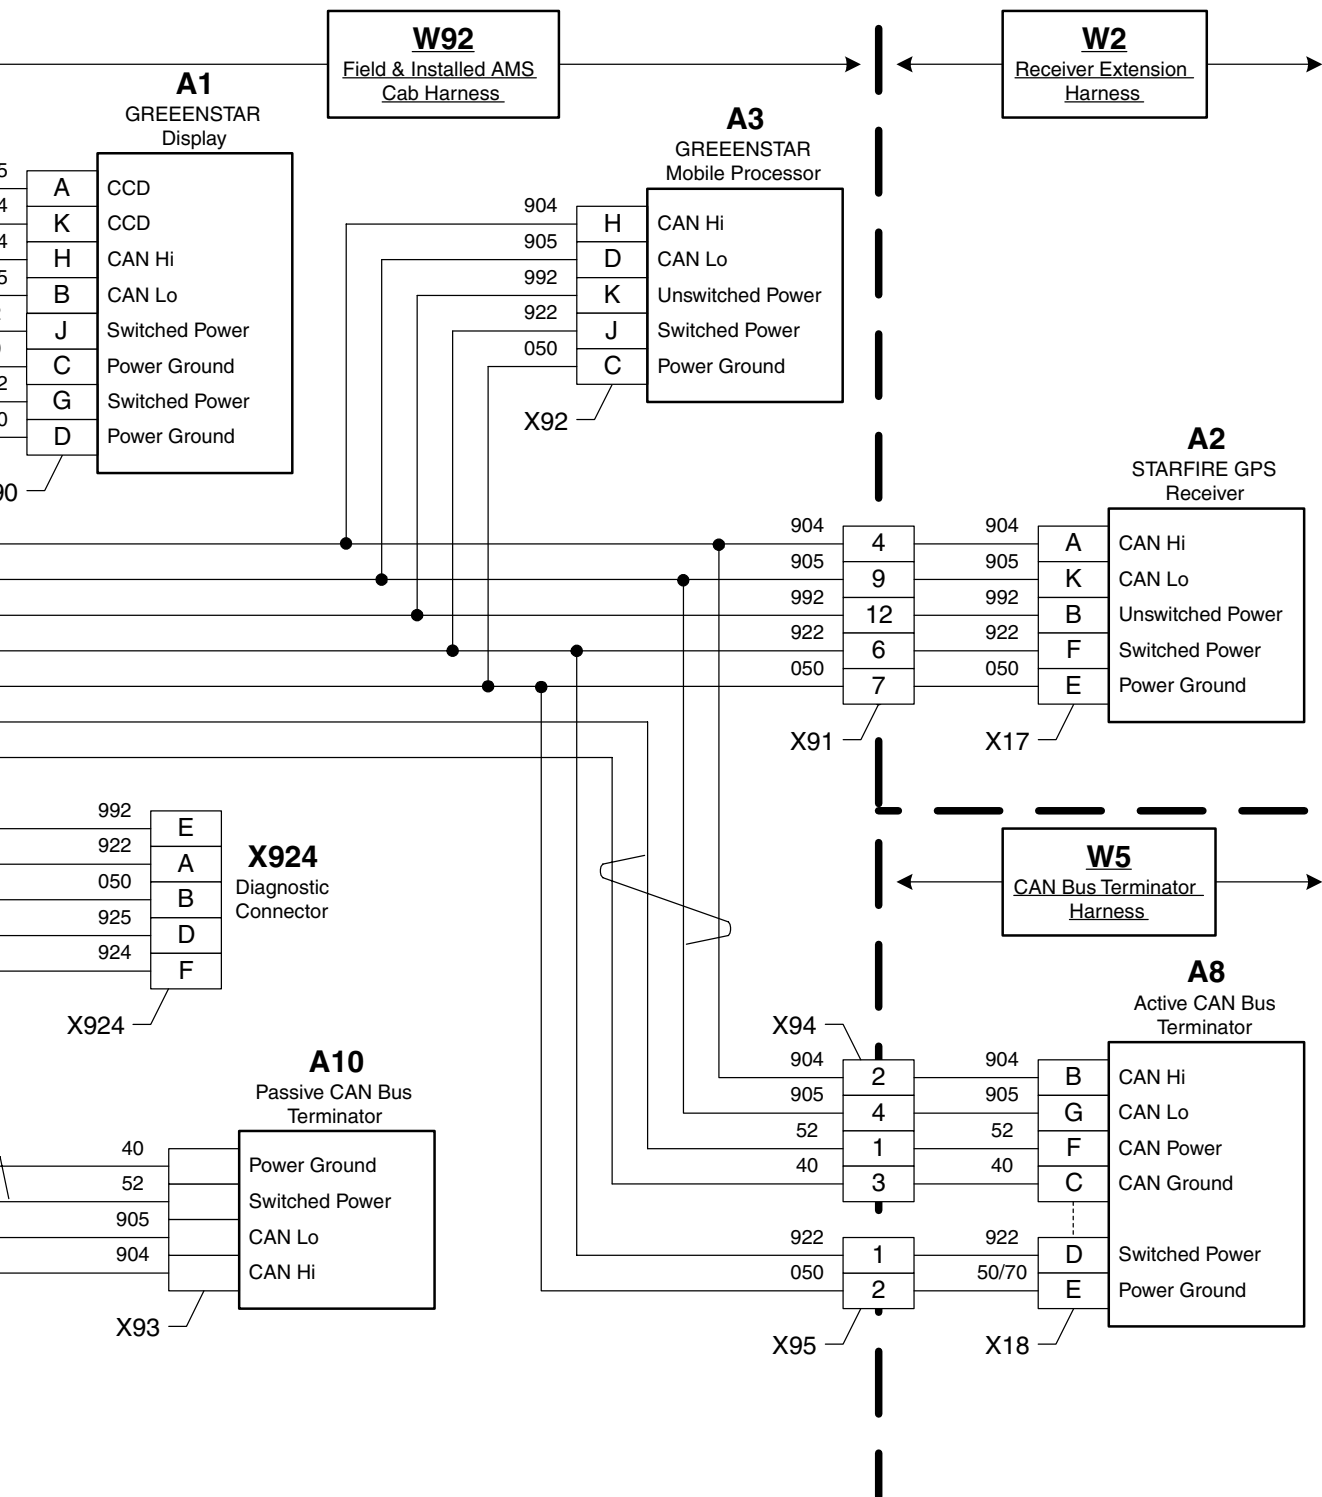 W92
Field & Installed AMS
Cab Harness
W2
Receiver Extension
Harness
A1
GREEENSTAR
Display
5
A
CCD
4
K
CCD
4
H
CAN Hi
5
B
CAN Lo
J
Switched Power
C
Power Ground
2
G
Switched Power
0
D
Power Ground
90
A3
GREEENSTAR
Mobile Processor
904
H
CAN Hi
905
D
CAN Lo
992
K
Unswitched Power
922
J
Switched Power
050
C
Power Ground
X92
A2
STARFIRE GPS
Receiver
904
4
904
A
CAN Hi
905
9
905
K
CAN Lo
992
12
992
B
Unswitched Power
922
6
922
F
Switched Power
050
7
050
E
Power Ground
X91
X17
992
E
922
A
050
B
925
D
924
F
X924
Diagnostic
Connector
X924
W5
CAN Bus Terminator
Harness
A10
Passive CAN Bus
Terminator
40
Power Ground
52
Switched Power
905
CAN Lo
904
CAN Hi
X93
A8
Active CAN Bus
Terminator
X94
904
2
904
B
CAN Hi
905
4
905
G
CAN Lo
52
1
52
F
CAN Power
40
3
40
C
CAN Ground
922
1
922
D
Switched Power
050
2
50/70
E
Power Ground
X95
X18